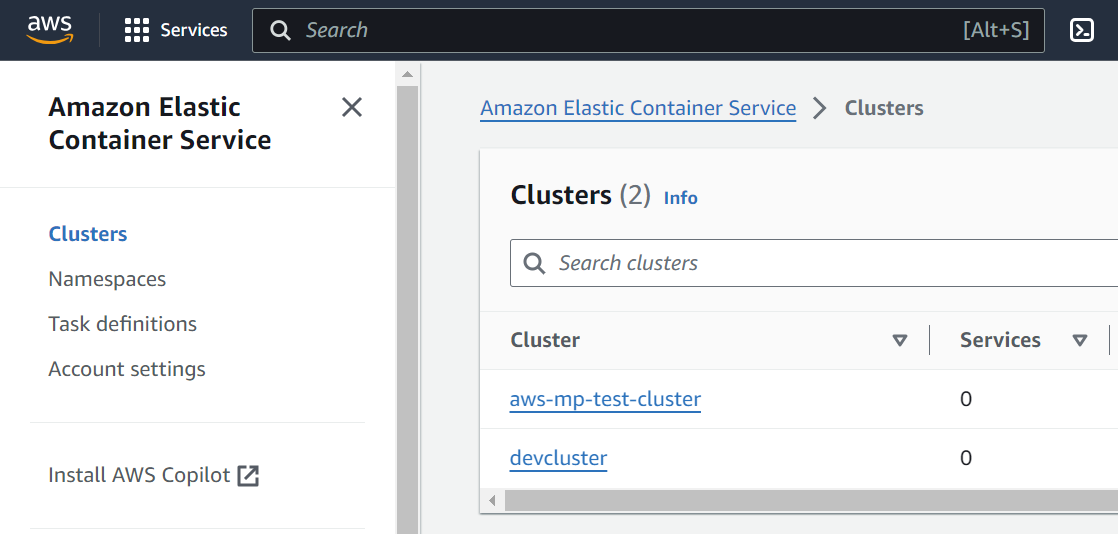 aws
Services
Search
[Alt+S]
Amazon Elastic
Container Service
Clusters
Namespaces
Task definitions
Account settings
Install AWS Copilot
Amazon Elastic Container Service > Clusters
Clusters (2) Info
Search clusters
Cluster Services
aws-mp-test-cluster 0
devcluster 0